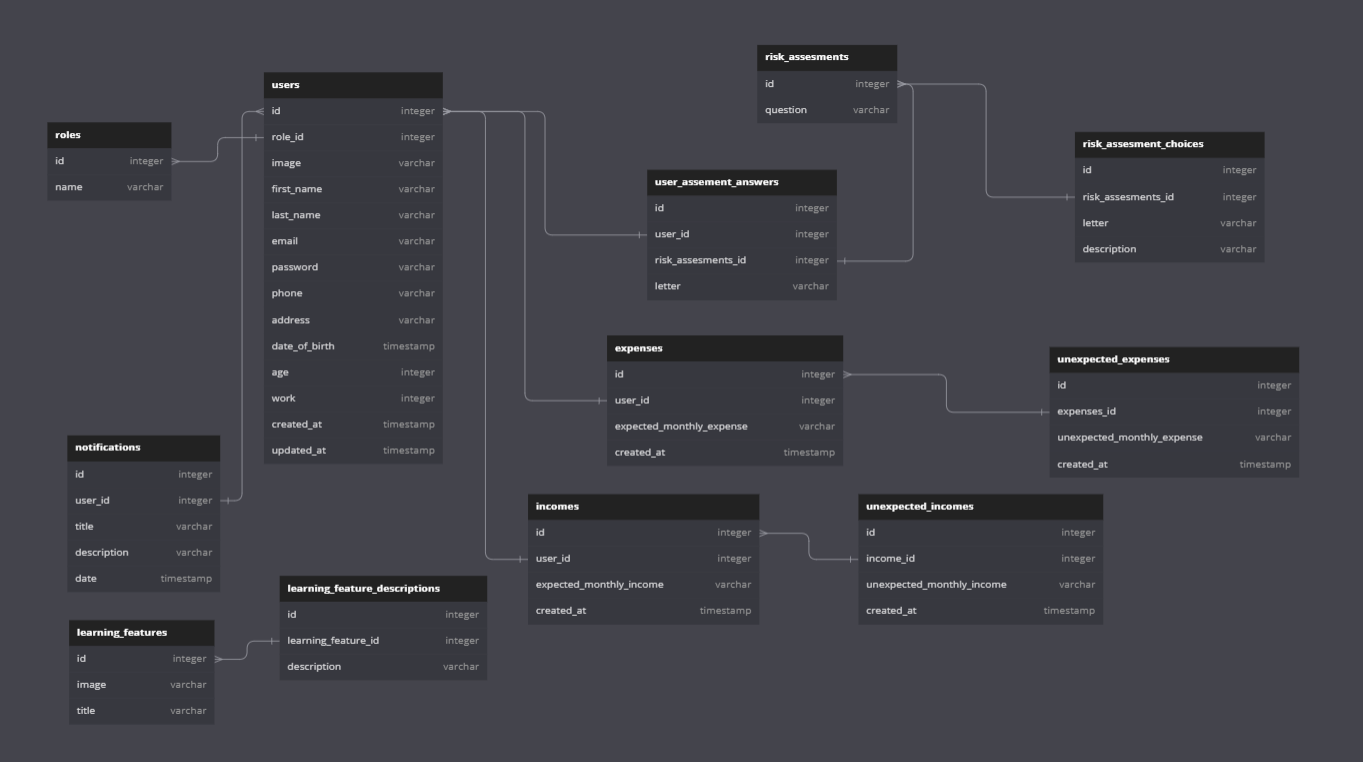 roles
id integer
name varchar
users
id integer
role_id integer
image varchar
first_name varchar
last_name varchar
email varchar
password varchar
phone varchar
address varchar
date_of_birth timestamp
age integer
work integer
created_at timestamp
updated_at timestamp
risk_assesments
id integer
question varchar
risk_assesment_choices
id integer
risk_assesments_id integer
letter varchar
description varchar
user_assement_answers
id integer
user_id integer
risk_assesments_id integer
letter varchar
expenses
id integer
user_id integer
expected_monthly_expense varchar
created_at timestamp
unexpected_expenses
id integer
expenses_id integer
unexpected_monthly_expense varchar
created_at timestamp
notifications
id integer
user_id integer
title varchar
description varchar
date timestamp
incomes
id integer
user_id integer
expected_monthly_income varchar
created_at timestamp
unexpected_incomes
id integer
income_id integer
unexpected_monthly_income varchar
created_at timestamp
learning_feature_descriptions
id integer
learning_feature_id integer
description varchar
learning_features
id integer
image varchar
title varchar